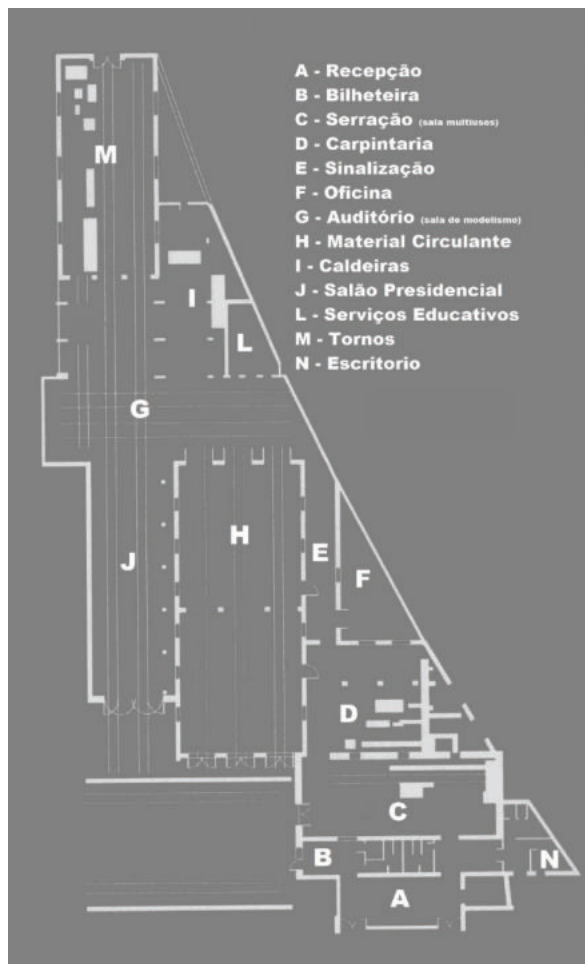 A - Recepção
B - Bilheteira
C - Serração (sala multiusos)
D - Carpintaria
E - Sinalização
F - Oficina
G - Auditório (sala de modelismo)
H - Material Circulante
I - Caldeiras
J - Salão Presidencial
L - Serviços Educativos
M - Tornos
N - Escritorio
M
I
L
G
H
J
E
F
D
C
B
N
A